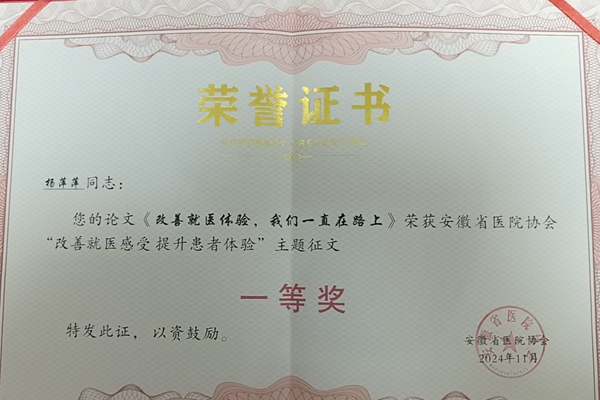 荣誉证书
杨萍萍同志：
您的论文《改善就医体验，我们一直在路上》荣获安徽省医院协会
“改善就医感受 提升患者体验”主题征文
一等奖
特发此证，以资鼓励。
安徽省医院协会
2024年11月